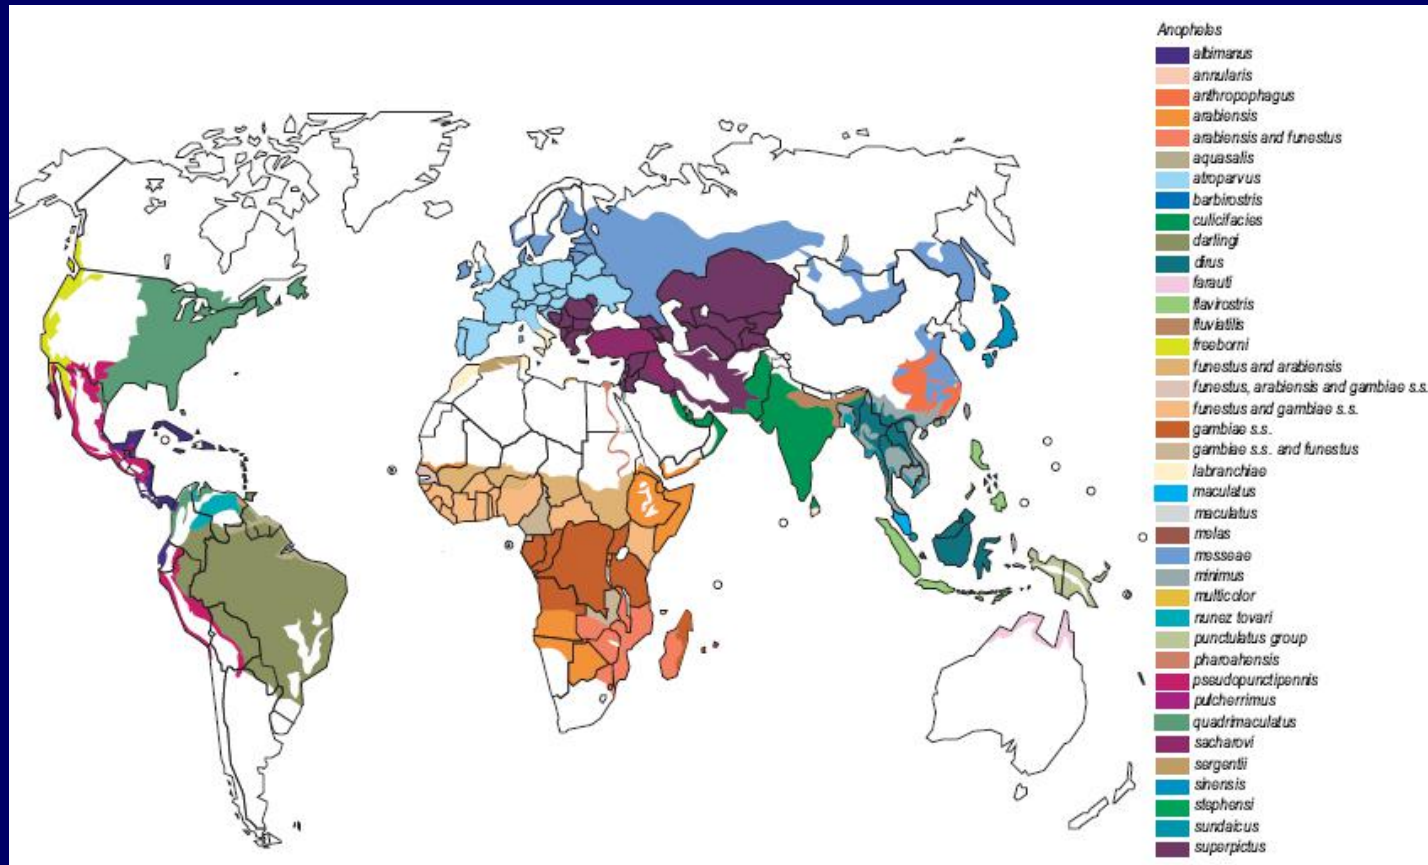 Anopheles
albimanus
annularis
anthropophagus
arabiensis
arabiensis and funestus
aquasalis
atroparvus
barbirostris
culicifacies
darlingi
dirus
farauti
flavirostris
fluviatilis
freeborni
funestus and arabiensis
funestus, arabiensis and gambiae s.s.
funestus and gambiae s.s.
gambiae s.s.
gambiae s.s. and funestus
labranchiae
maculatus
maculatus
melas
messeae
minimus
multicolor
nunez tovari
punctulatus group
pharoahensis
pseudopunctipennis
pulcherrimus
quadrimaculatus
sacharovi
sergentii
sinensis
stephensi
sundaicus
superpictus